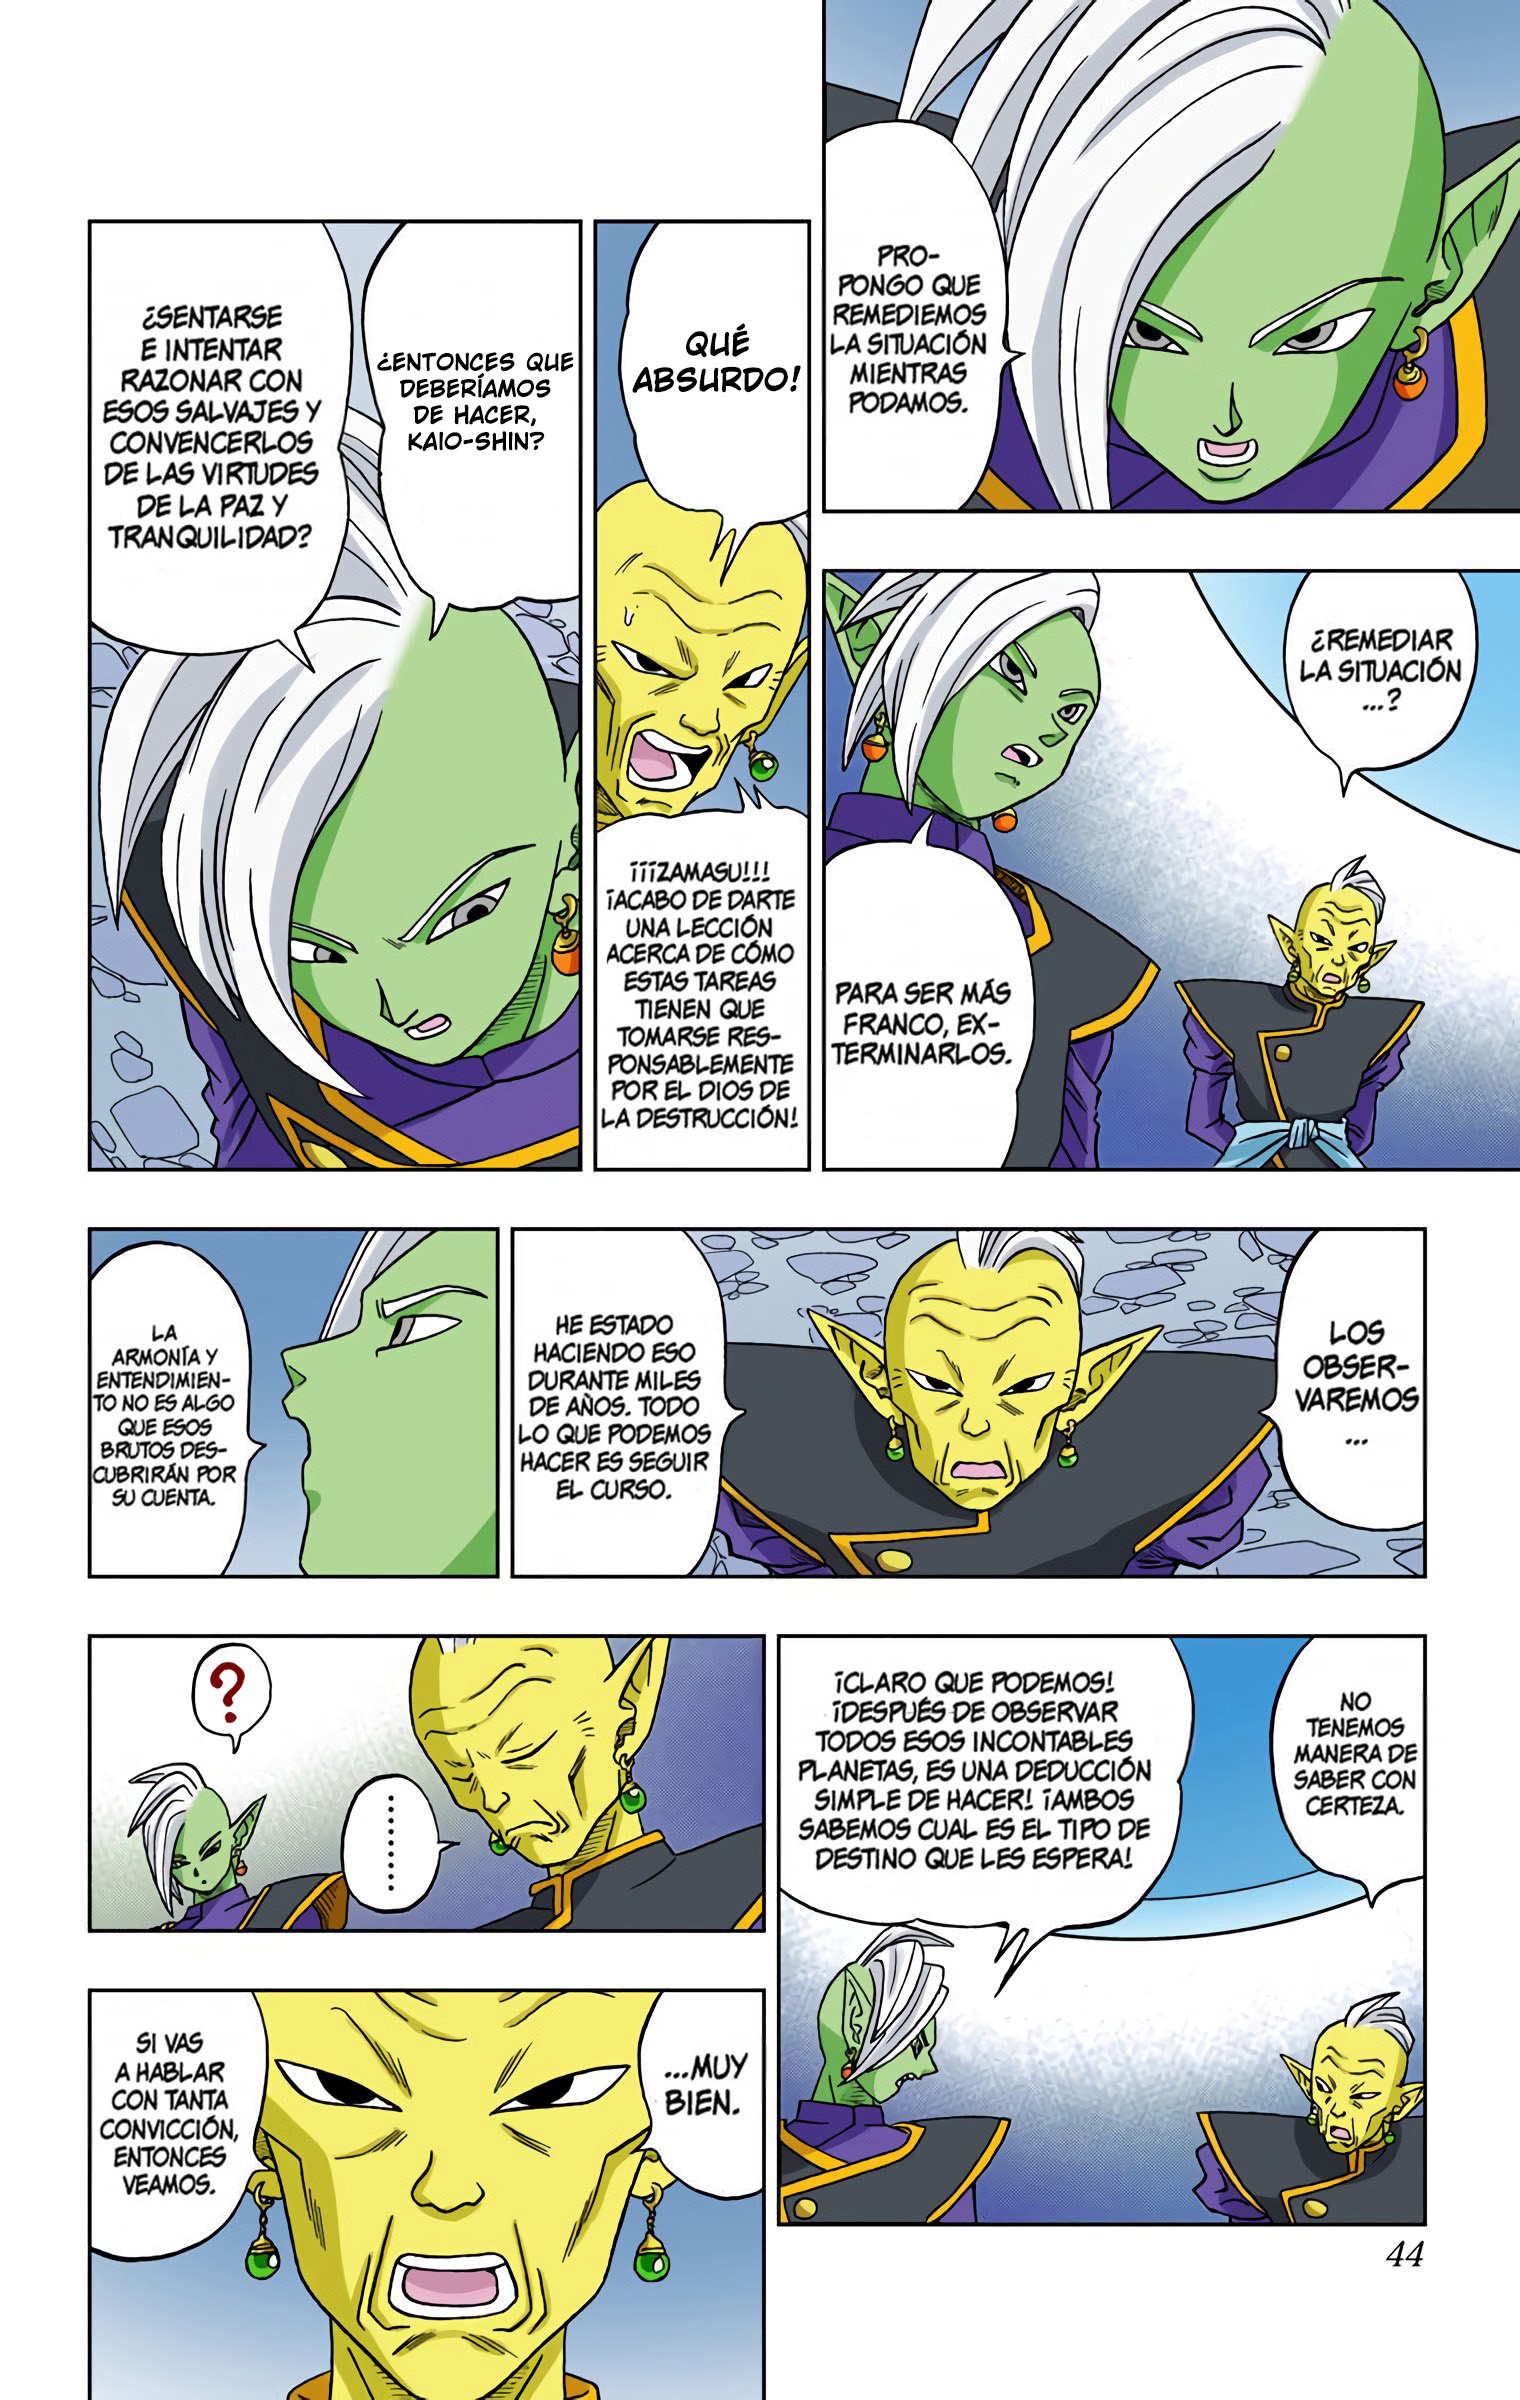 PRO-
PONGO QUE
REMEDIEMOS
LA SITUACIÓN
MIENTRAS
PODAMOS.
¿REMEDIAR
LA SITUACIÓN
...?
PARA SER MÁS
FRANCO, EX-
TERMINARLOS.
QUÉ
ABSURDO!
¡¡¡ZAMASU!!!
¡ACABO DE DARTE
UNA LECCIÓN
ACERCA DE CÓMO
ESTAS TAREAS
TIENEN QUE
TOMARSE RES-
PONSABLEMENTE
POR EL DIOS DE
LA DESTRUCCIÓN!
¿ENTONCES QUE
DEBERÍAMOS
DE HACER,
KAIO-SHIN?
¿SENTARSE
E INTENTAR
RAZONAR CON
ESOS SALVAJES Y
CONVENCERLOS
DE LAS VIRTUDES
DE LA PAZ Y
TRANQUILIDAD?
LOS
OBSER-
VAREMOS
...
HE ESTADO
HACIENDO ESO
DURANTE MILES
DE AÑOS. TODO
LO QUE PODEMOS
HACER ES SEGUIR
EL CURSO.
LA
ARMONÍA Y
ENTENDIMIEN-
TO NO ES ALGO
QUE ESOS
BRUTOS DES-
CUBRIRÁN POR
SU CUENTA.
NO
TENEMOS
MANERA DE
SABER CON
CERTEZA.
¡CLARO QUE PODEMOS!
¡DESPUÉS DE OBSERVAR
TODOS ESOS INCONTABLES
PLANETAS, ES UNA DEDUCCIÓN
SIMPLE DE HACER! ¡AMBOS
SABEMOS CUAL ES EL TIPO DE
DESTINO QUE LES ESPERA!
.........
?
...MUY
BIEN.
SI VAS
A HABLAR
CON TANTA
CONVICCIÓN,
ENTONCES
VEAMOS.
44